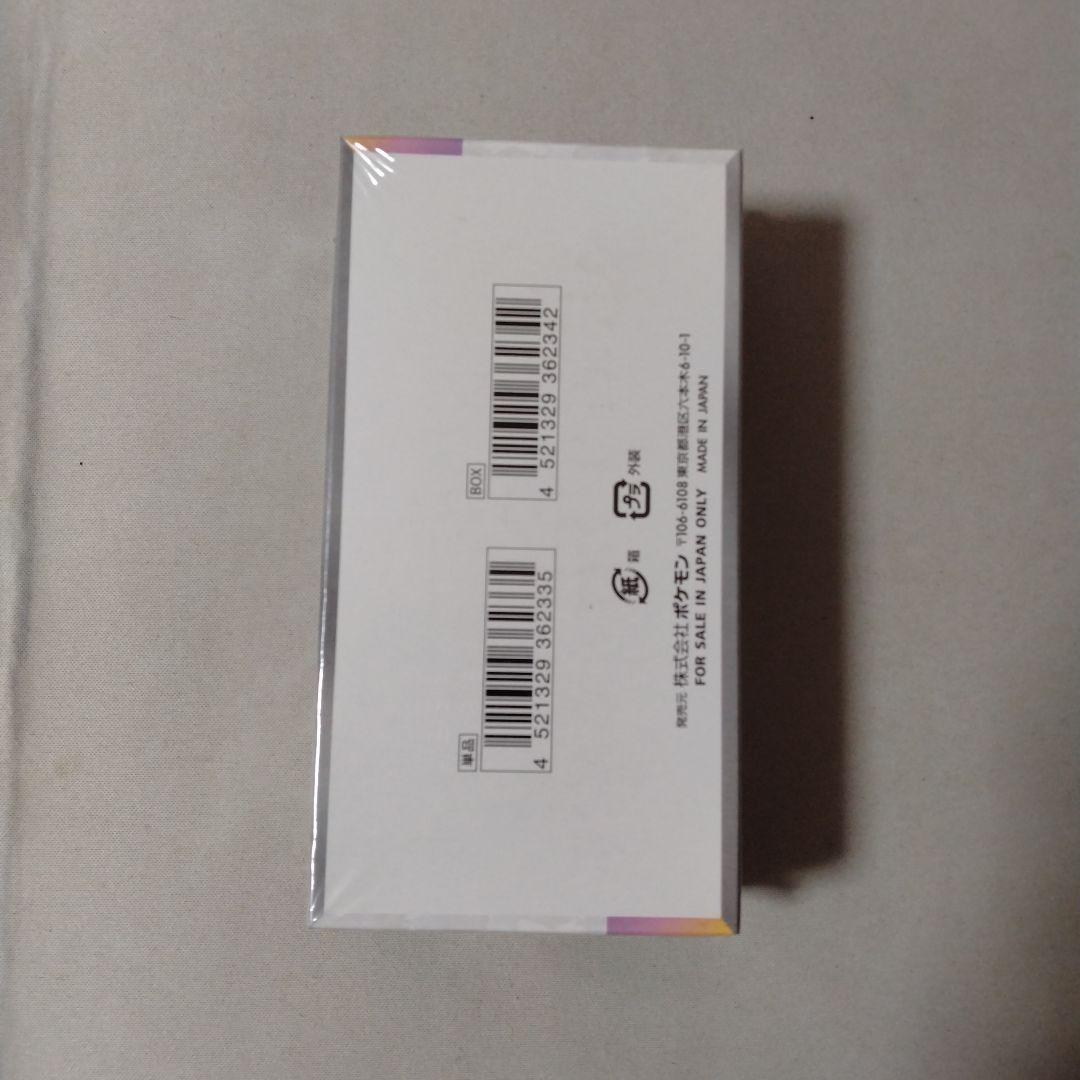 単品
4 521329 362335
BOX
4 521329 362342
紙 箱
プラ 外装
発売元 株式会社ポケモン 〒106-6108 東京都港区六本木6-10-1
FOR SALE IN JAPAN ONLY MADE IN JAPAN